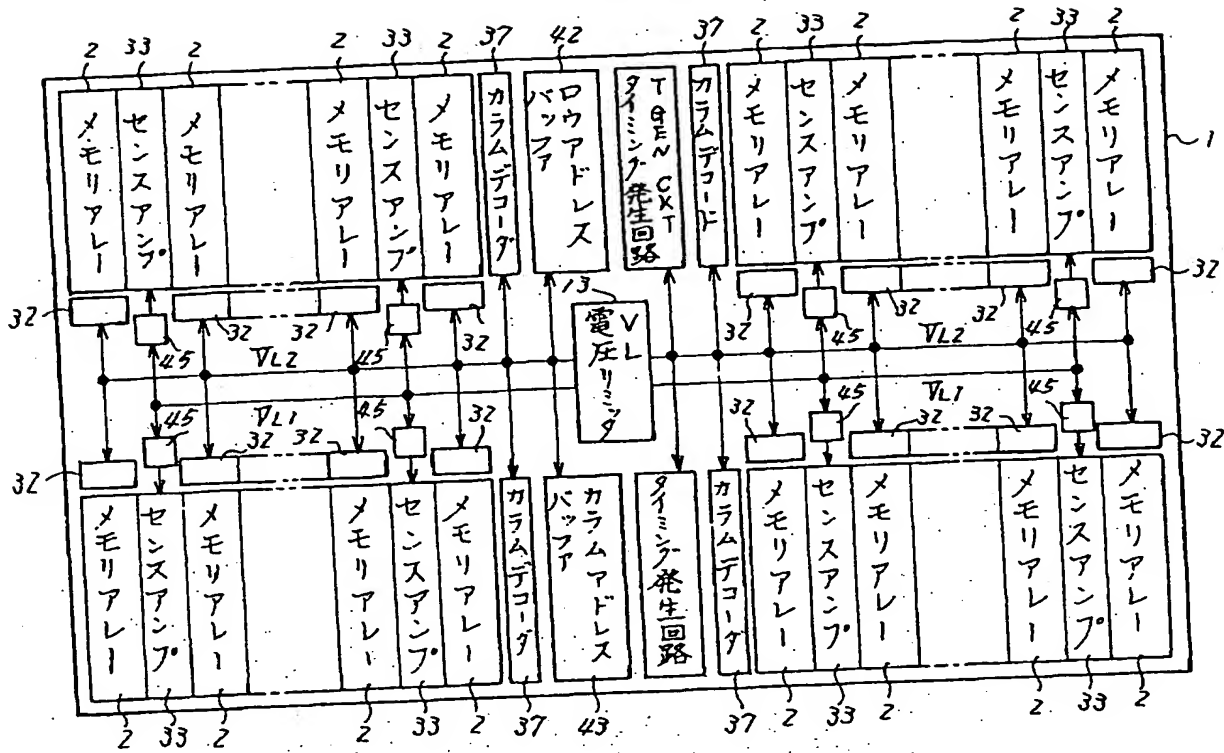 2
33
2
2
33
2
37
42
37
2
33
2
2
33
2
1
メモリアレー
センスアンプ
メモリアレー
メモリアレー
センスアンプ
メモリアレー
カラムデコーダ
ロウアドレス
バッファ
T GEN CKT
タイミング発生回路
カラムデコード
メモリアレー
センスアンプ
メモリアレー
メモリアレー
センスアンプ
メモリアレー
32
45
32
32
45
32
13
32
45
32
32
45
32
VL2
VL2
VL
電圧リミッタ
VL1
VL1
32
45
32
32
45
32
32
45
32
32
45
32
メモリアレー
センスアンプ
メモリアレー
メモリアレー
センスアンプ
メモリアレー
カラムデコーダ
カラムアドレス
バッファ
タイミング発生回路
カラムデコーダ
メモリアレー
センスアンプ
メモリアレー
メモリアレー
センスアンプ
メモリアレー
2
33
2
2
33
2
37
43
37
2
33
2
2
33
2